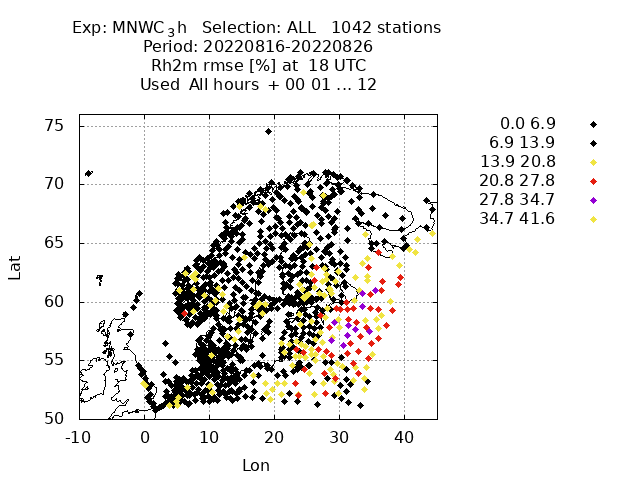 Exp: MNWC_3h   Selection: ALL   1042 stations
Period: 20220816-20220826
Rh2m rmse [%] at  18 UTC
Used  All hours  + 00 01 ... 12
0.0 6.9
6.9 13.9
13.9 20.8
20.8 27.8
27.8 34.7
34.7 41.6
75
70
65
60
55
50
Lat
-10 0 10 20 30 40
Lon